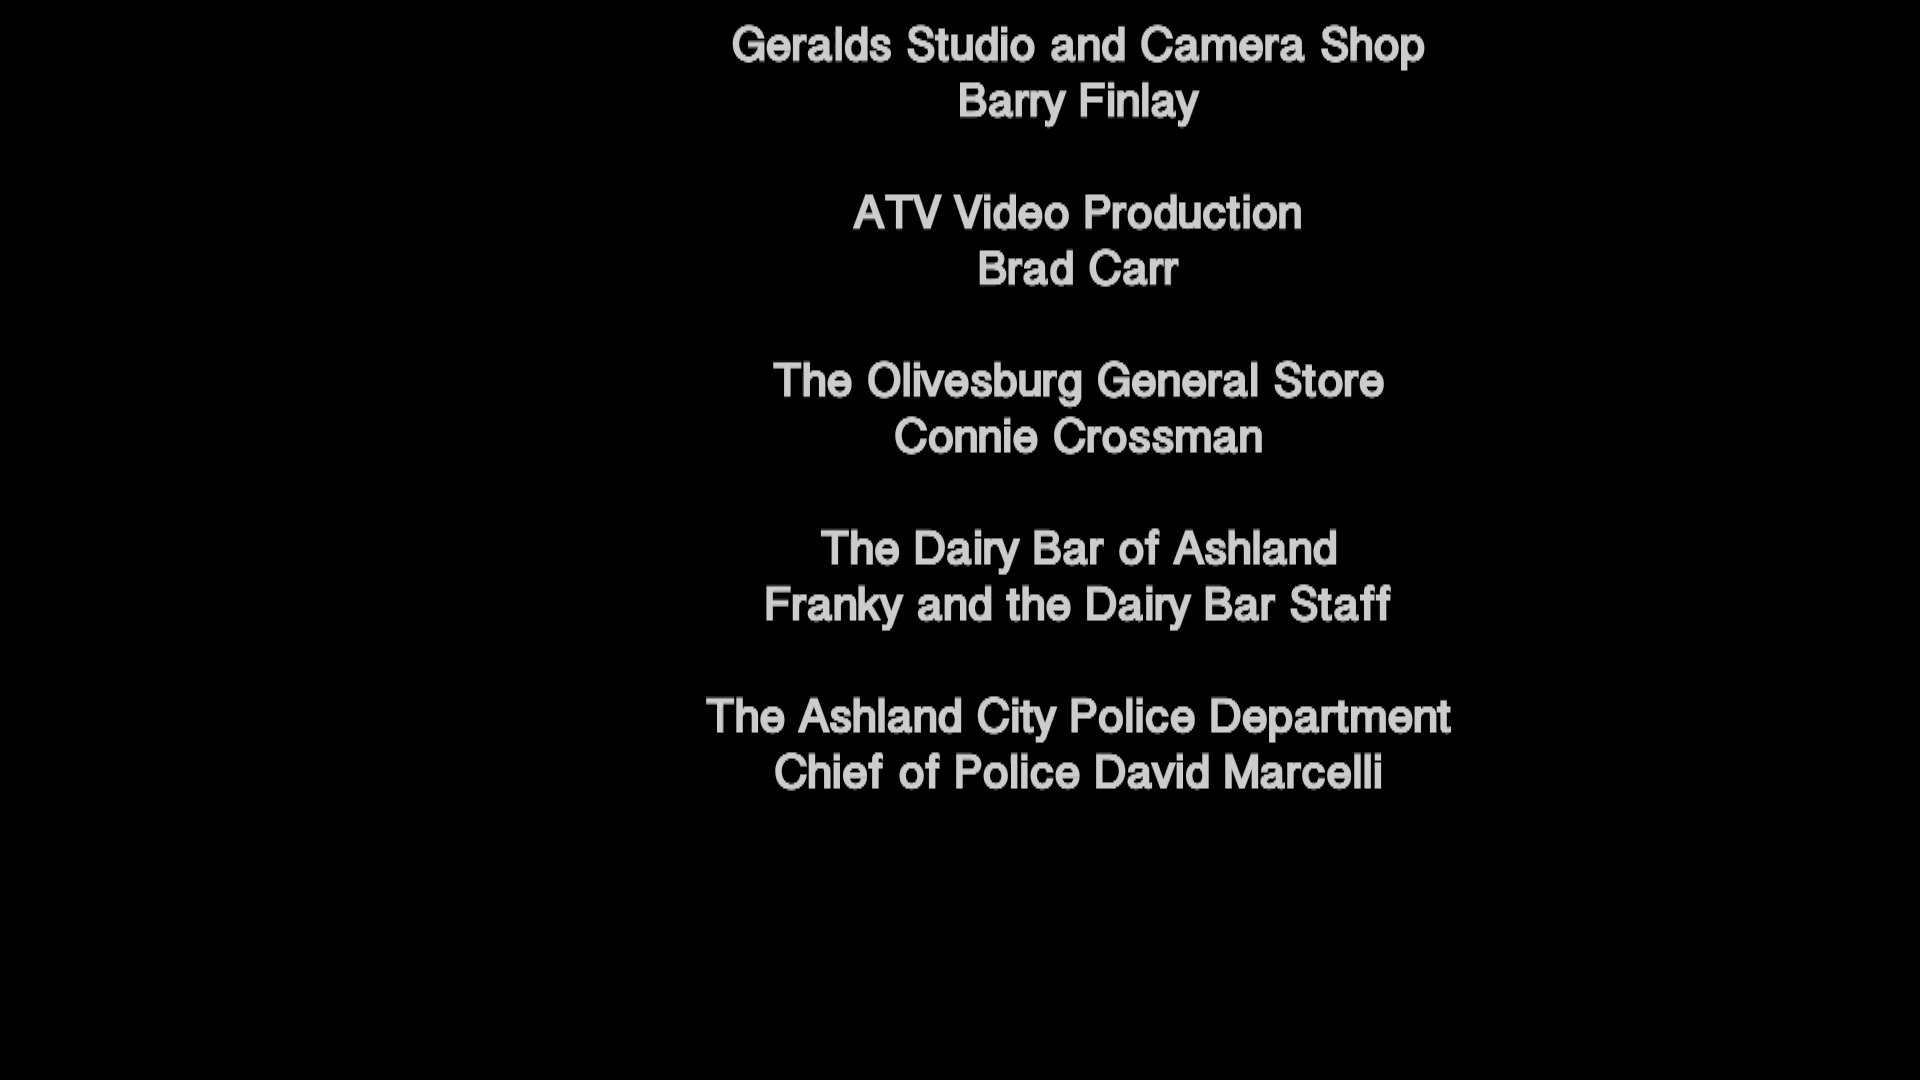 Geralds Studio and Camera Shop
Barry Finlay
ATV Video Production
Brad Carr
The Olivesburg General Store
Connie Crossman
The Dairy Bar of Ashland
Franky and the Dairy Bar Staff
The Ashland City Police Department
Chief of Police David Marcelli